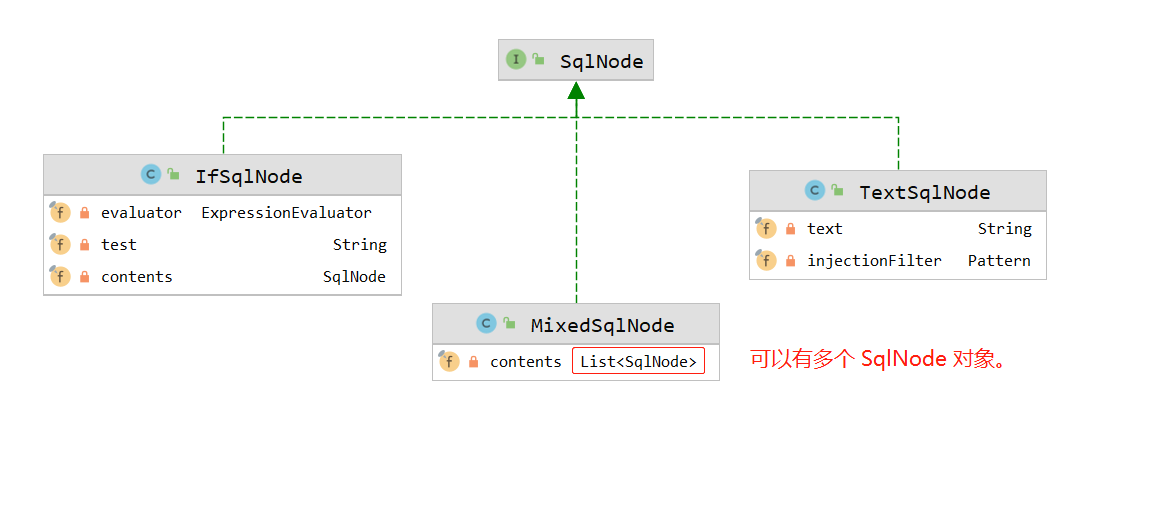 I SqlNode
C IfSqlNode
f evaluator ExpressionEvaluator
f test String
f contents SqlNode
C TextSqlNode
f text String
f injectionFilter Pattern
C MixedSqlNode
f contents List<SqlNode>
可以有多个 SqlNode 对象。